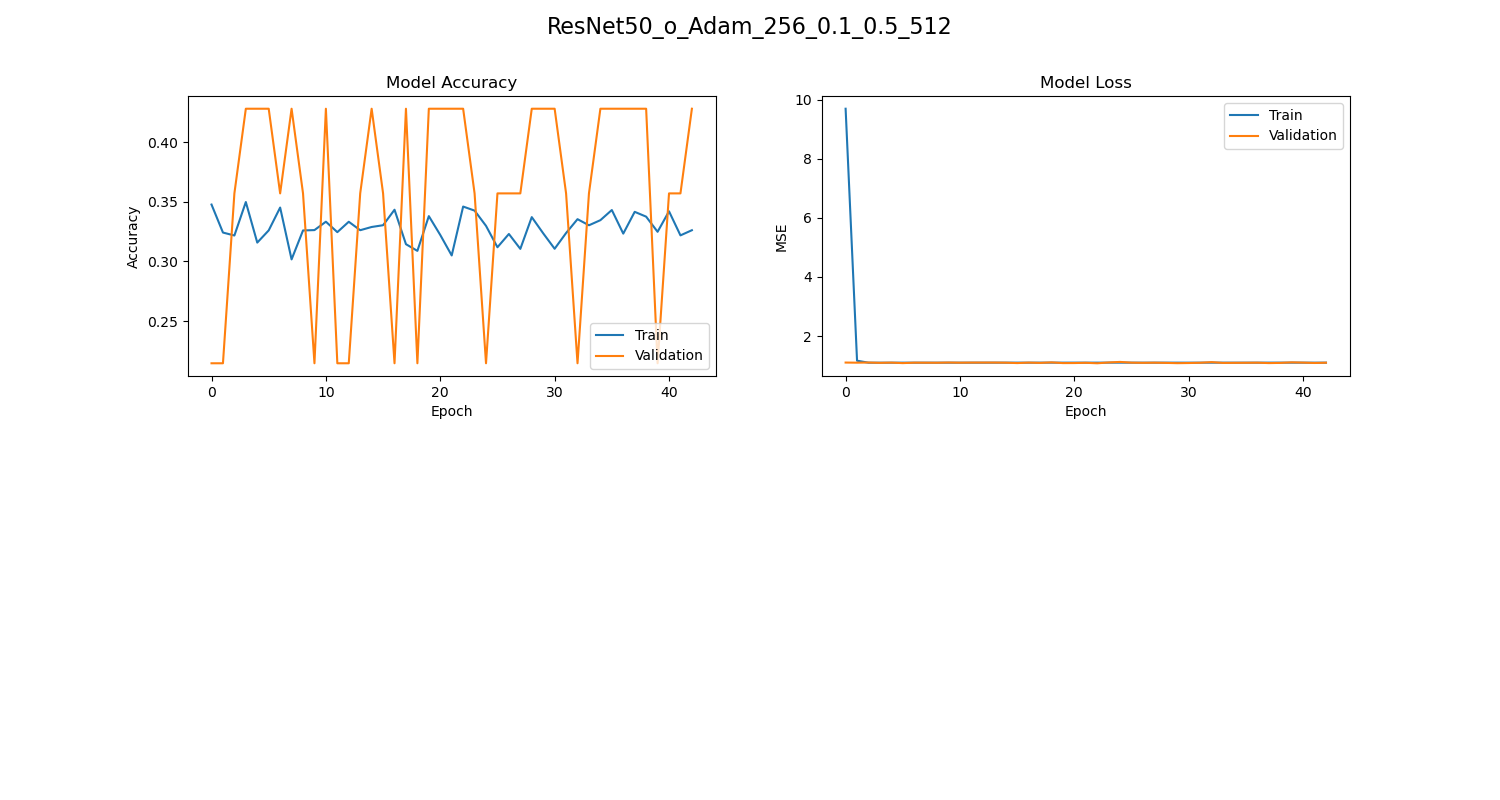 ResNet50_o_Adam_256_0.1_0.5_512
Model Accuracy
Accuracy
0.40
0.35
0.30
0.25
0 10 20 30 40
Epoch
Train
Validation
Model Loss
MSE
10
8
6
4
2
0 10 20 30 40
Epoch
Train
Validation